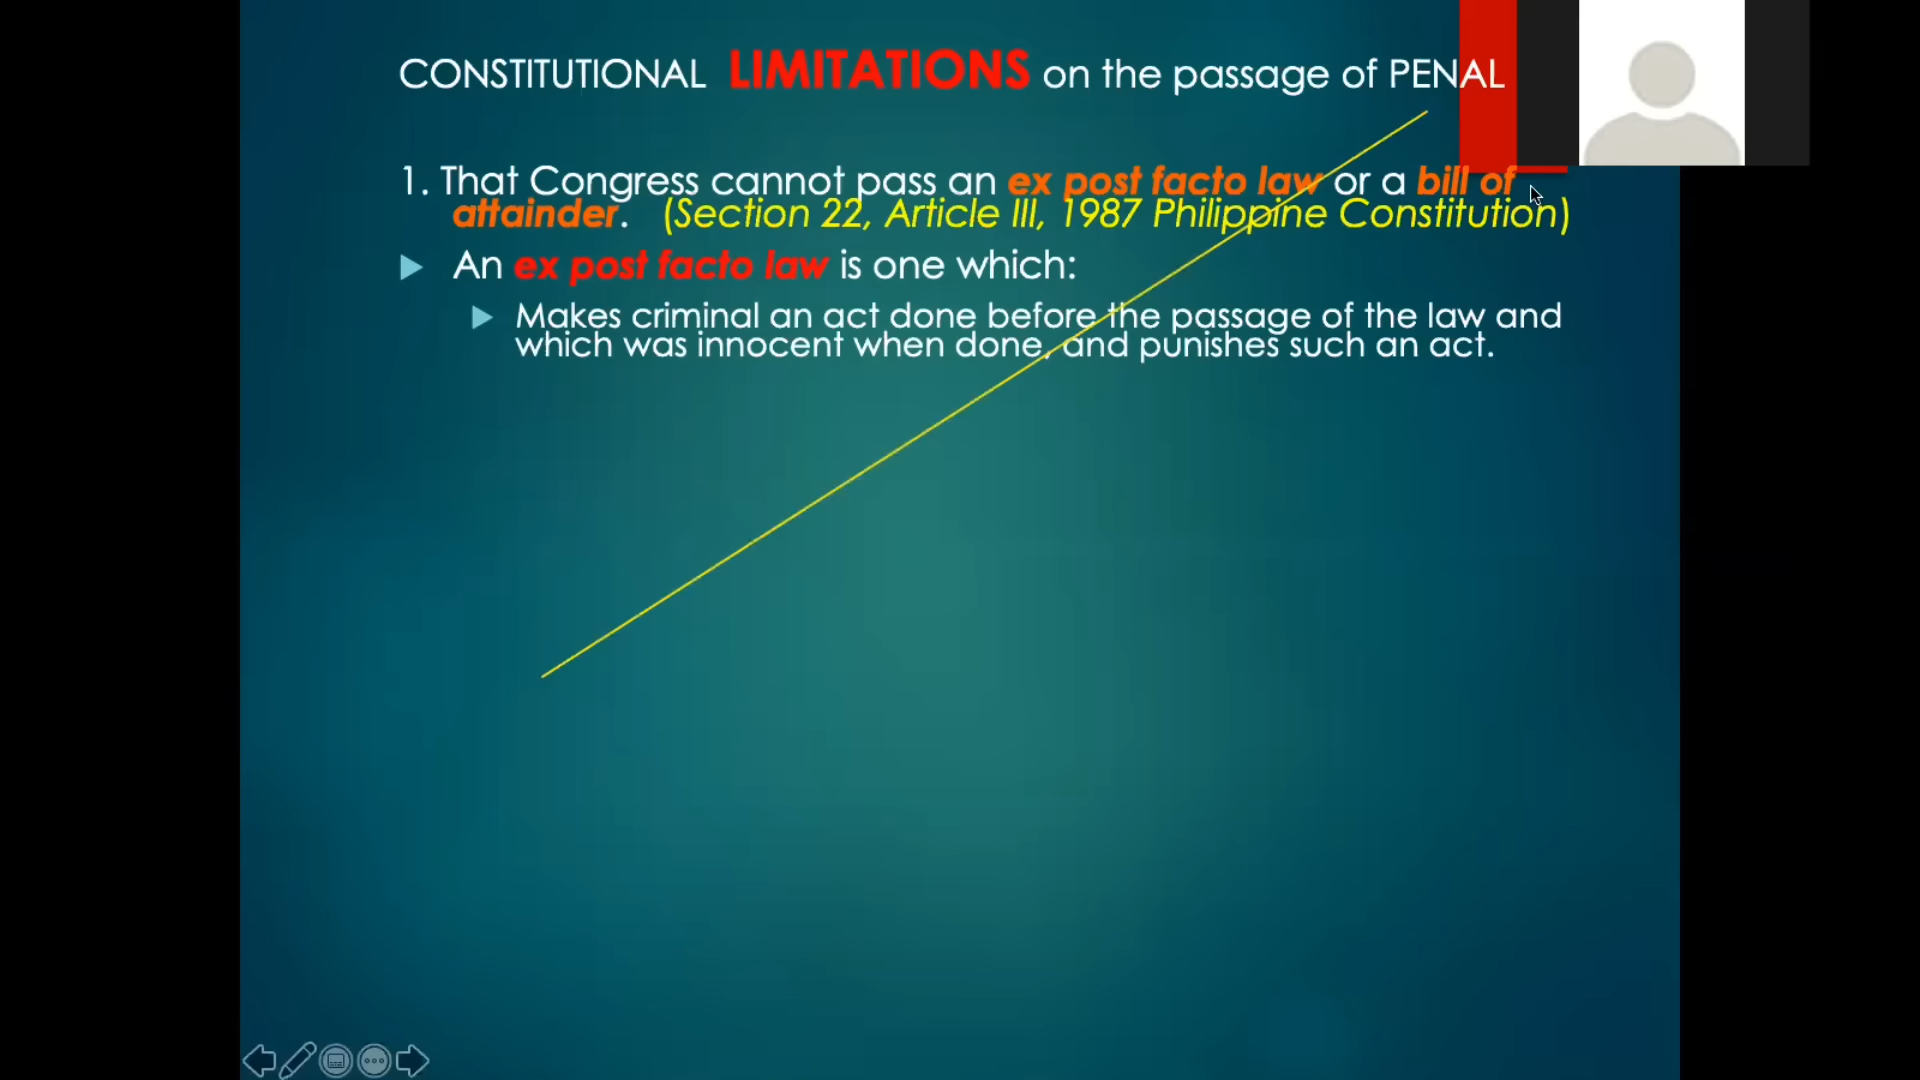 CONSTITUTIONAL LIMITATIONS on the passage of PENAL
1. That Congress cannot pass an ex post facto law or a bill of
attainder. (Section 22, Article III, 1987 Philippine Constitution)
An ex post facto law is one which:
Makes criminal an act done before the passage of the law and
which was innocent when done, and punishes such an act.